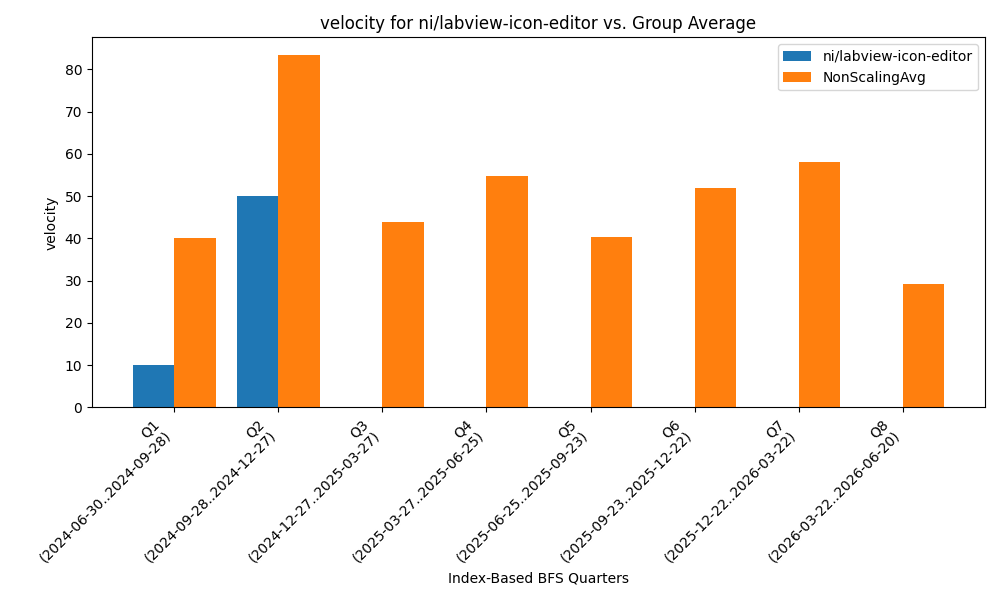 velocity for ni/labview-icon-editor vs. Group Average
ni/labview-icon-editor
NonScalingAvg
velocity
80
70
60
50
40
30
20
10
0
Q1
(2024-06-30..2024-09-28)
Q2
(2024-09-28..2024-12-27)
Q3
(2024-12-27..2025-03-27)
Q4
(2025-03-27..2025-06-25)
Q5
(2025-06-25..2025-09-23)
Q6
(2025-09-23..2025-12-22)
Q7
(2025-12-22..2026-03-22)
Q8
(2026-03-22..2026-06-20)
Index-Based BFS Quarters